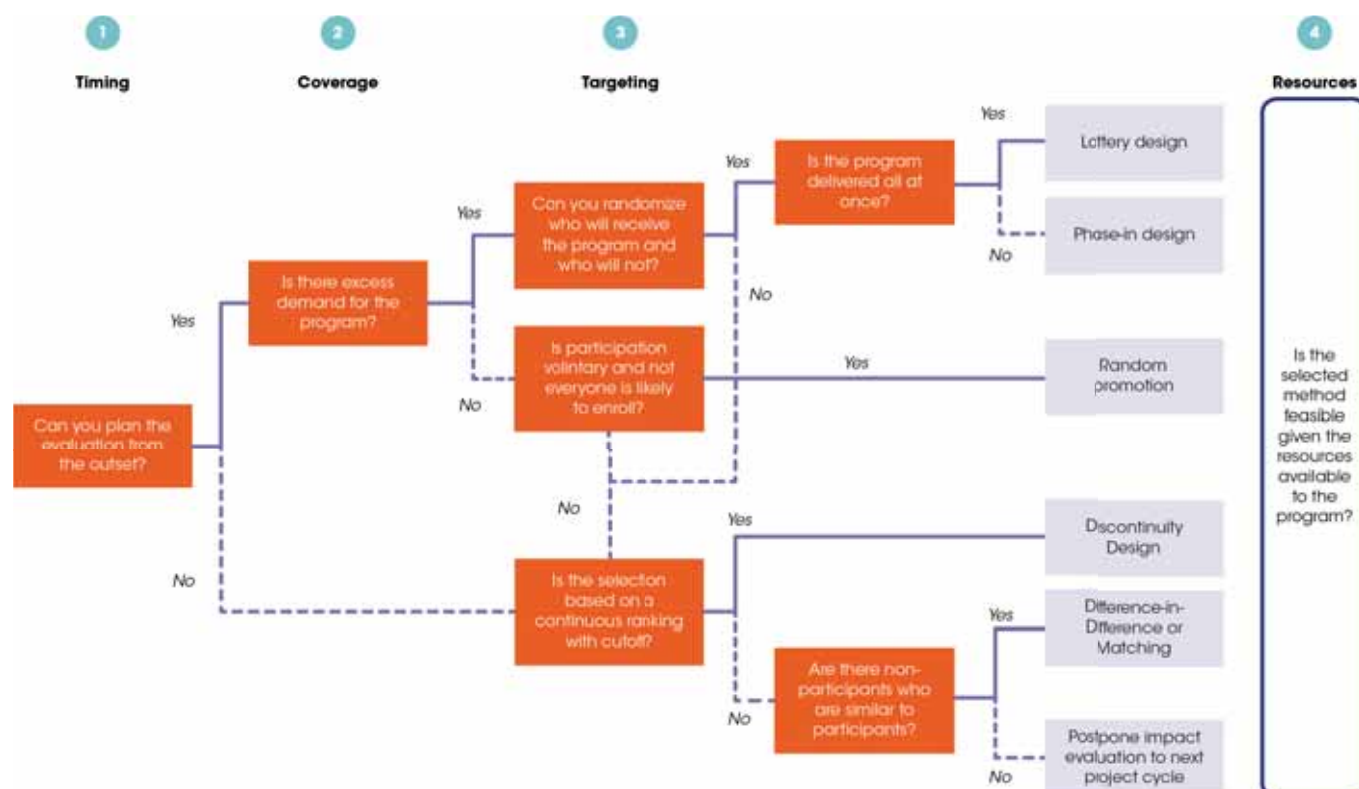 1
2
3
4
Timing
Coverage
Targeting
Resources
Can you plan the
evaluation from
the outset?
Yes
No
Is there excess
demand for the
program?
Yes
No
Can you randomize
who will receive
the program and
who will not?
Yes
No
Is participation
volintary and not
everyone is likely
to enroll?
Yes
No
Is the selection
based on a
continuous ranking
with cutoff?
Yes
No
Is the program
delivered all at
once?
Yes
No
Are there non-
participants who
are similar to
participants?
Yes
No
Lottery design
Phase-in design
Random
promotion
Discontinuity
Design
Difference-in-
Difference or
Matching
Postpone impact
evaluation to next
project cycle
Is the
selected
method
feasible
given the
resources
available
to the
program?